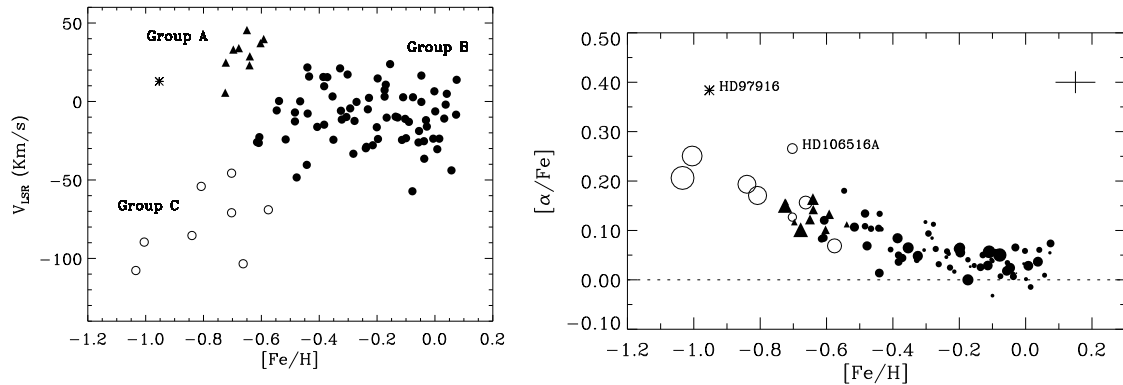 50
0
−50
−100
V_LSR (Km/s)
Group A
Group B
Group C
−1.2 −1.0 −0.8 −0.6 −0.4 −0.2 0.0 0.2
[Fe/H]
0.50
0.40
0.30
0.20
0.10
0.00
−0.10
[α/Fe]
HD97916
HD106516A
−1.2 −1.0 −0.8 −0.6 −0.4 −0.2 0.0 0.2
[Fe/H]